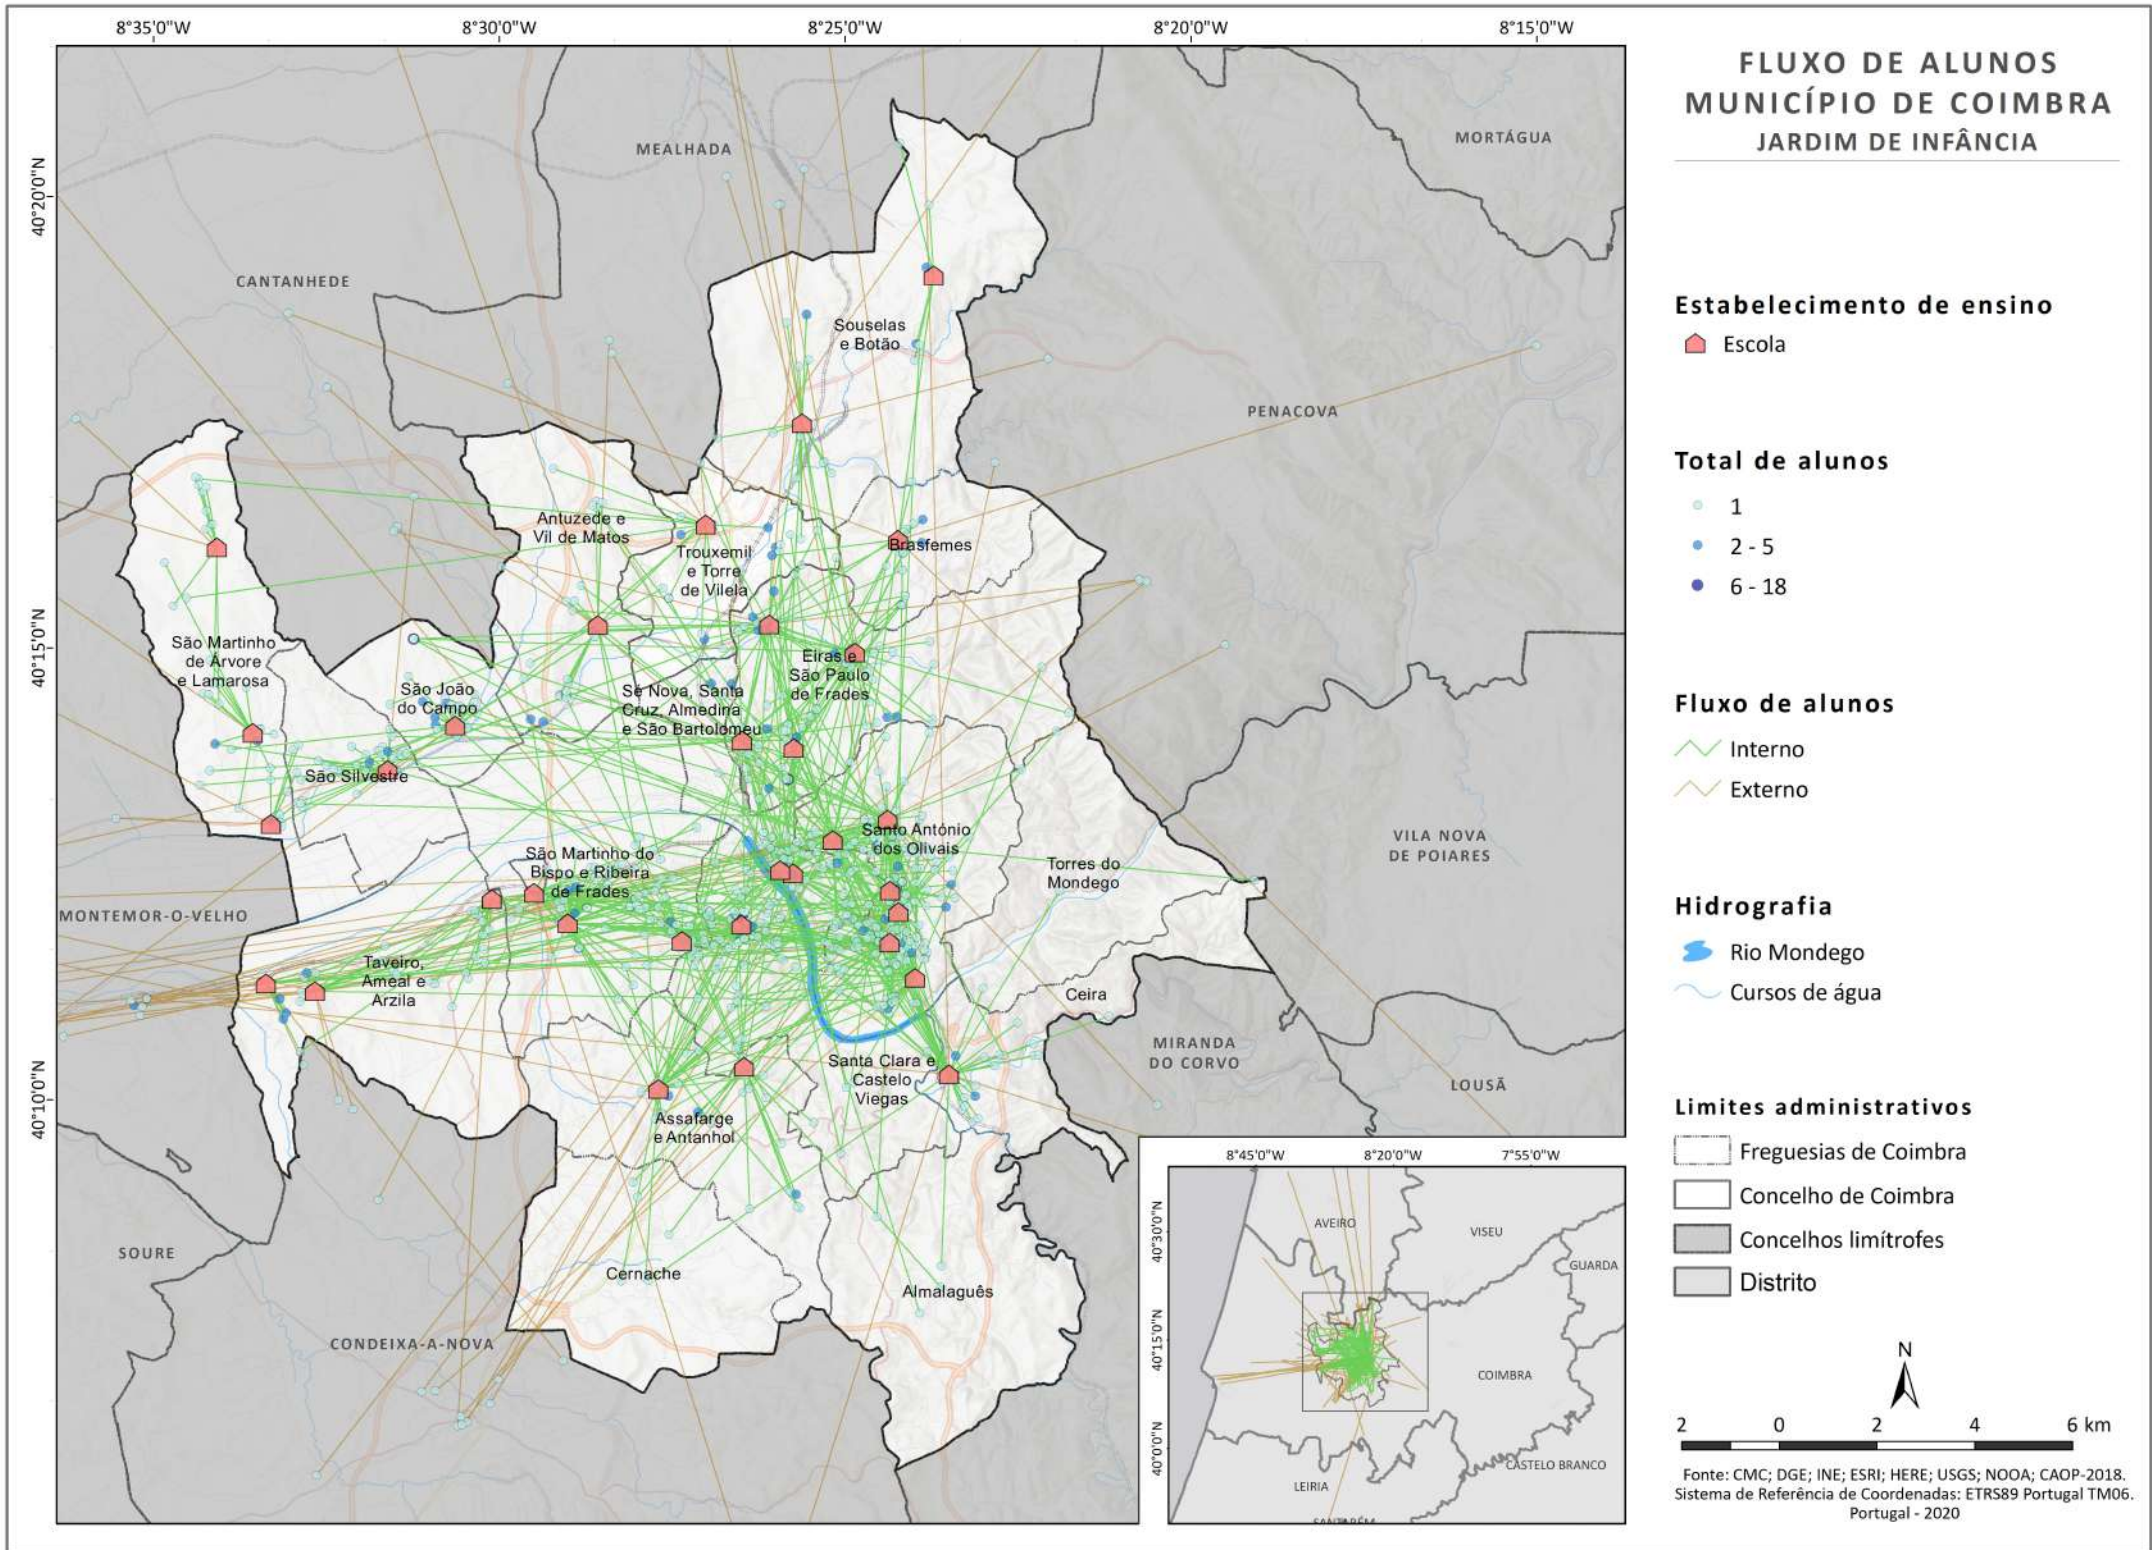 8°35'0"W
8°30'0"W
8°25'0"W
8°20'0"W
8°15'0"W
FLUXO DE ALUNOS
MUNICÍPIO DE COIMBRA
JARDIM DE INFÂNCIA
40°20'0"N
40°15'0"N
40°10'0"N
MEALHADA
MORTÁGUA
CANTANHEDE
Souselas
e Botão
PENACOVA
Antuzede e
Vil de Matos
Trouxemil
e Torre
de Vilela
Brasfemes
São Martinho
de Árvore
e Lamarosa
São João
do Campo
Sé Nova, Santa
Cruz, Almedina
e São Bartolomeu
Eiras e
São Paulo
de Frades
São Silvestre
São Martinho do
Bispo e Ribeira
de Frades
Santo António
dos Olivais
Torres do
Mondego
VILA NOVA
DE POIARES
MONTEMOR-O-VELHO
Taveiro,
Ameal e
Arzila
Ceira
Santa Clara e
Castelo
Viegas
MIRANDA
DO CORVO
LOUSÃ
Assafarge
e Antanhol
SOURE
Cernache
Almalaguês
CONDEIXA-A-NOVA
Estabelecimento de ensino
Escola
Total de alunos
1
2 - 5
6 - 18
Fluxo de alunos
Interno
Externo
Hidrografia
Rio Mondego
Cursos de água
Limites administrativos
Freguesias de Coimbra
Concelho de Coimbra
Concelhos limítrofes
Distrito
N
2 0 2 4 6 km
Fonte: CMC; DGE; INE; ESRI; HERE; USGS; NOOA; CAOP-2018.
Sistema de Referência de Coordenadas: ETRS89 Portugal TM06.
Portugal - 2020
8°45'0"W
8°20'0"W
7°55'0"W
40°30'0"N
40°15'0"N
40°0'0"N
AVEIRO
VISEU
GUARDA
COIMBRA
CASTELO BRANCO
LEIRIA
SANTARÉM